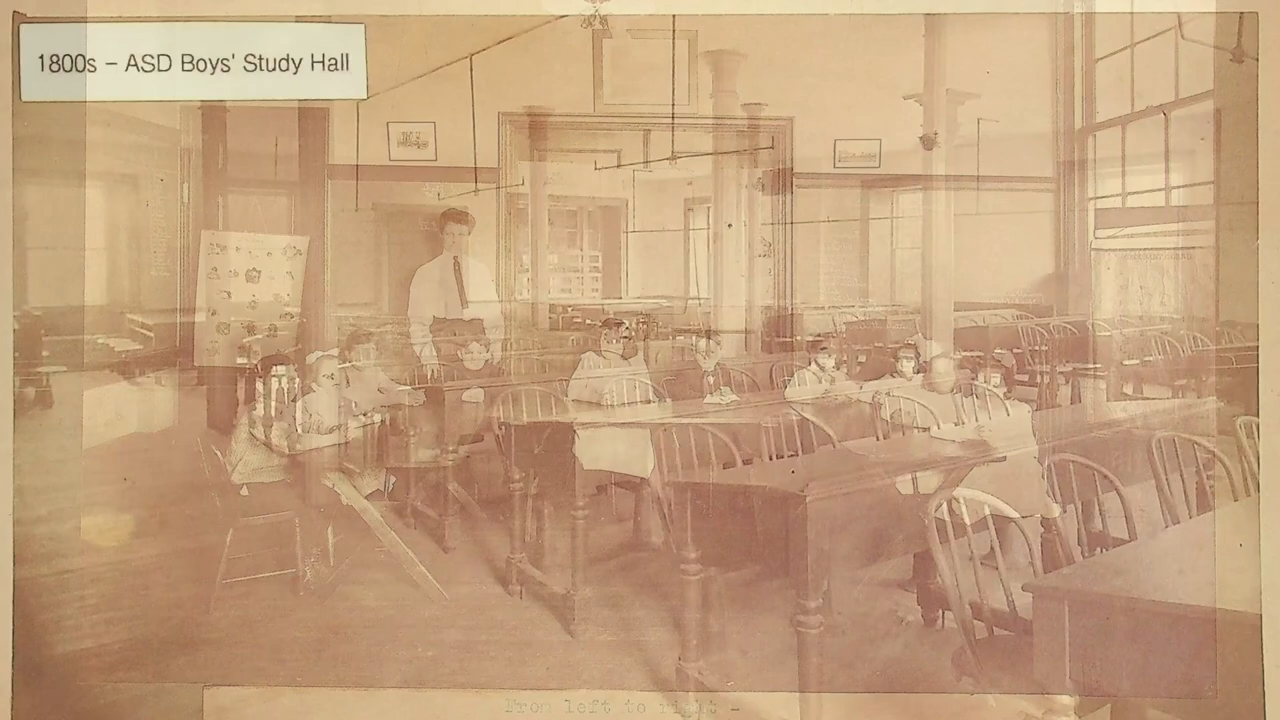 1800s – ASD Boys' Study Hall
From left to right -